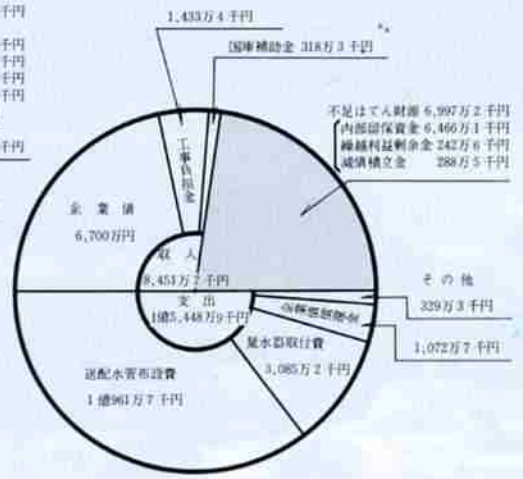 千円
千円
千円
千円
千円
千円
1,433万4千円
国庫補助金 318万3千円
不足はてん財源 6,997万2千円
内部留保資金 6,466万1千円
繰越利益剰余金 242万6千円
減債積立金 288万5千円
工事負担金
企業債
6,700万円
収入
8,451万7千円
支出
1億5,448万9千円
その他
329万3千円
企業債償還金
1,072万7千円
量水器取付費
3,085万2千円
送配水管布設費
1億961万7千円